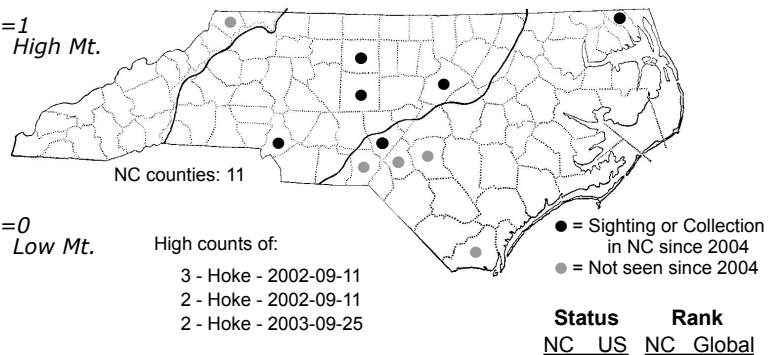 =1
High Mt.
NC counties: 11
=0
Low Mt.
High counts of:
3 - Hoke - 2002-09-11
2 - Hoke - 2002-09-11
2 - Hoke - 2003-09-25
= Sighting or Collection
in NC since 2004
= Not seen since 2004
Status Rank
NC US NC Global